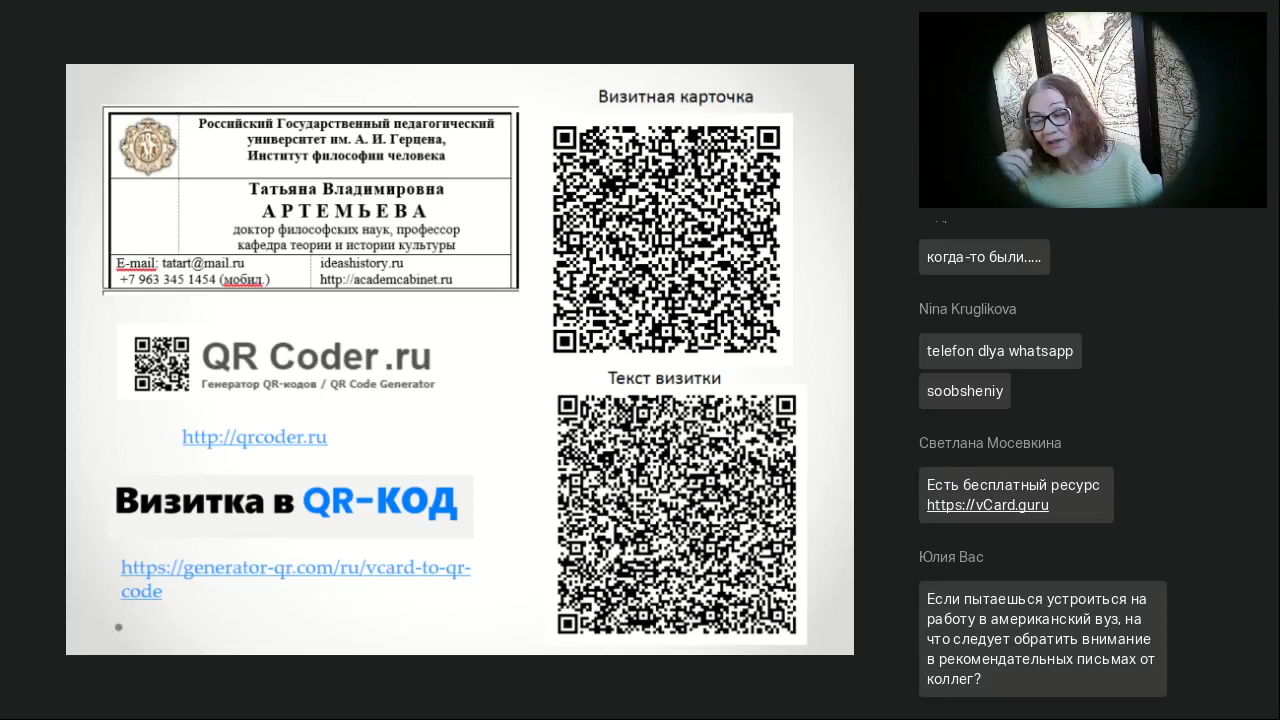 Визитная карточка
Российский Государственный педагогический
университет им. А. И. Герцена,
Институт философии человека
Татьяна Владимировна
АРТЕМЬЕВА
доктор философских наук, профессор
кафедра теории и истории культуры
E-mail: tatart@mail.ru
ideashistory.ru
+7 963 345 1454 (мобил.)
http://academcabinet.ru
QR Coder.ru
Генератор QR-кодов / QR Code Generator
Текст визитки
http://qrcoder.ru
Визитка в QR-КОД
https://generator-qr.com/ru/vcard-to-qr-
code
когда-то были.....
Nina Kruglikova
telefon dlya whatsapp
soobsheniy
Светлана Мосевкина
Есть бесплатный ресурс
https://vCard.guru
Юлия Вас
Если пытаешься устроиться на
работу в американский вуз, на
что следует обратить внимание
в рекомендательных письмах от
коллег?